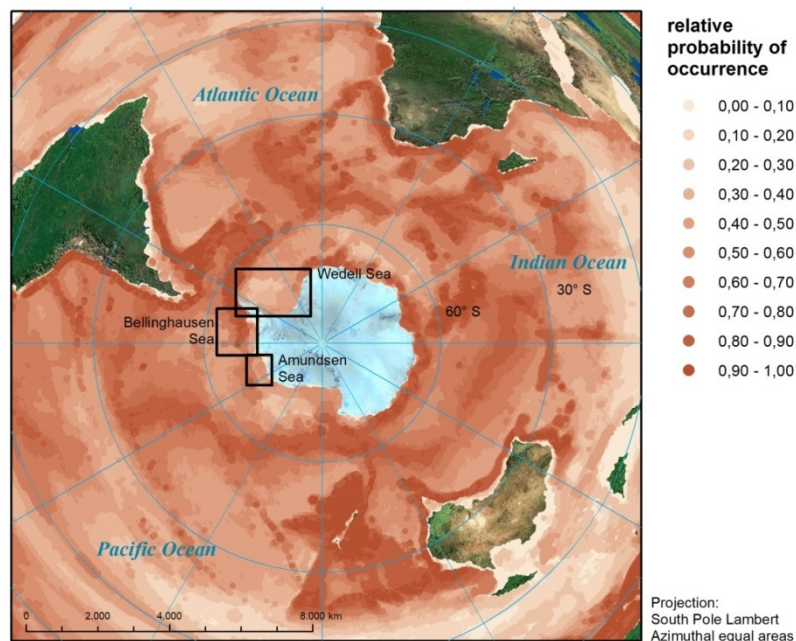 Atlantic Ocean
Wedell Sea
Indian Ocean
30° S
60° S
Bellinghausen
Sea
Amundsen
Sea
Pacific Ocean
0 2.000 4.000 8.000 km
relative
probability of
occurrence
0,00 - 0,10
0,10 - 0,20
0,20 - 0,30
0,30 - 0,40
0,40 - 0,50
0,50 - 0,60
0,60 - 0,70
0,70 - 0,80
0,80 - 0,90
0,90 - 1,00
Projection:
South Pole Lambert
Azimuthal equal areas